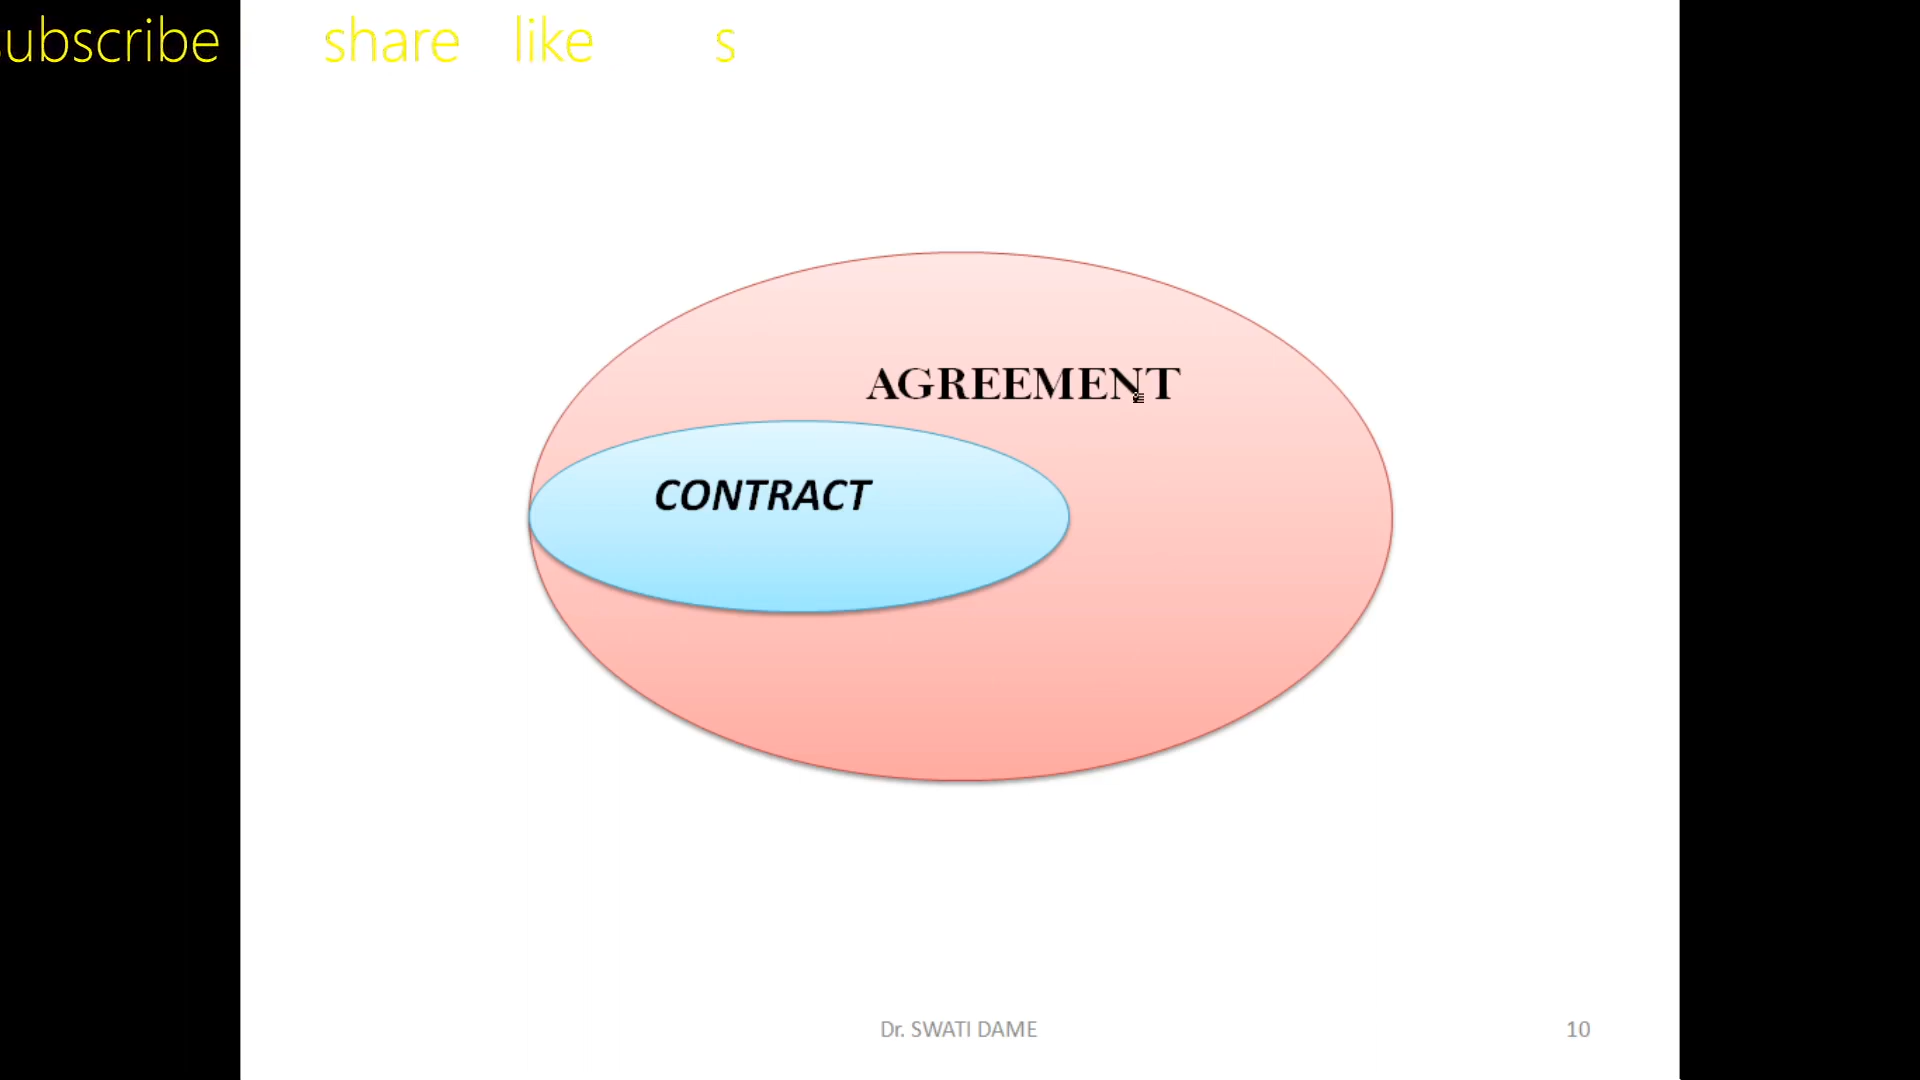 ubscribe share like s
AGREEMENT
CONTRACT
Dr. SWATI DAME
10